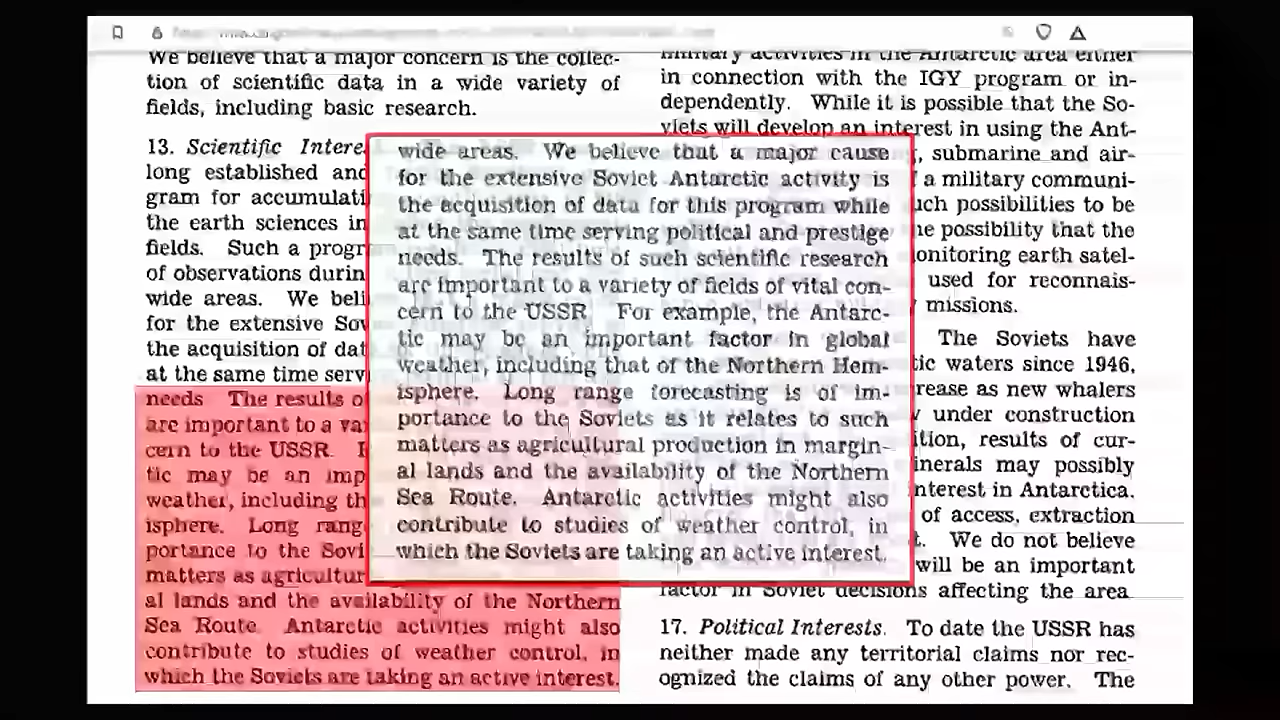 We believe that a major concern is the collec-
tion of scientific data in a wide variety of
fields, including basic research.
13. Scientific Intere
long established and
gram for accumulati
the earth sciences in
fields. Such a progr
of observations durin
wide areas. We beli
for the extensive Sov
the acquisition of dat
at the same time serv
needs The results o
are important to a va
cern to the USSR.
tic may be an imp
weather, including th
isphere. Long rang
portance to the Sovi
matters as agricultur
al lands and the availability of the Northern
Sea Route. Antarctic activities might also
contribute to studies of weather control, in
which the Soviets are taking an active interest.
wide areas. We believe that a major cause
for the extensive Soviet Antarctic activity is
the acquisition of data for this program while
at the same time serving political and prestige
needs. The results of such scientific research
are important to a variety of fields of vital con-
cern to the USSR For example, the Antarc-
tic may be an important factor in global
weather, including that of the Northern Hem-
isphere. Long range forecasting is of im-
portance to the Soviets as it relates to such
matters as agricultural production in margin-
al lands and the availability of the Northern
Sea Route. Antarctic activities might also
contribute to studies of weather control, in
which the Soviets are taking an active interest.
military activities in the Antarctic area either
in connection with the IGY program or in-
dependently. While it is possible that the So-
viets will develop an interest in using the Ant-
, submarine and air-
a military communi-
uch possibilities to be
he possibility that the
onitoring earth satel-
used for reconnais-
missions.
The Soviets have
tic waters since 1946,
rease as new whalers
under construction
ition, results of cur-
inerals may possibly
nterest in Antarctica.
of access, extraction
t. We do not believe
will be an important
factor in Soviet decisions affecting the area
17. Political Interests. To date the USSR has
neither made any territorial claims nor rec-
ognized the claims of any other power. The